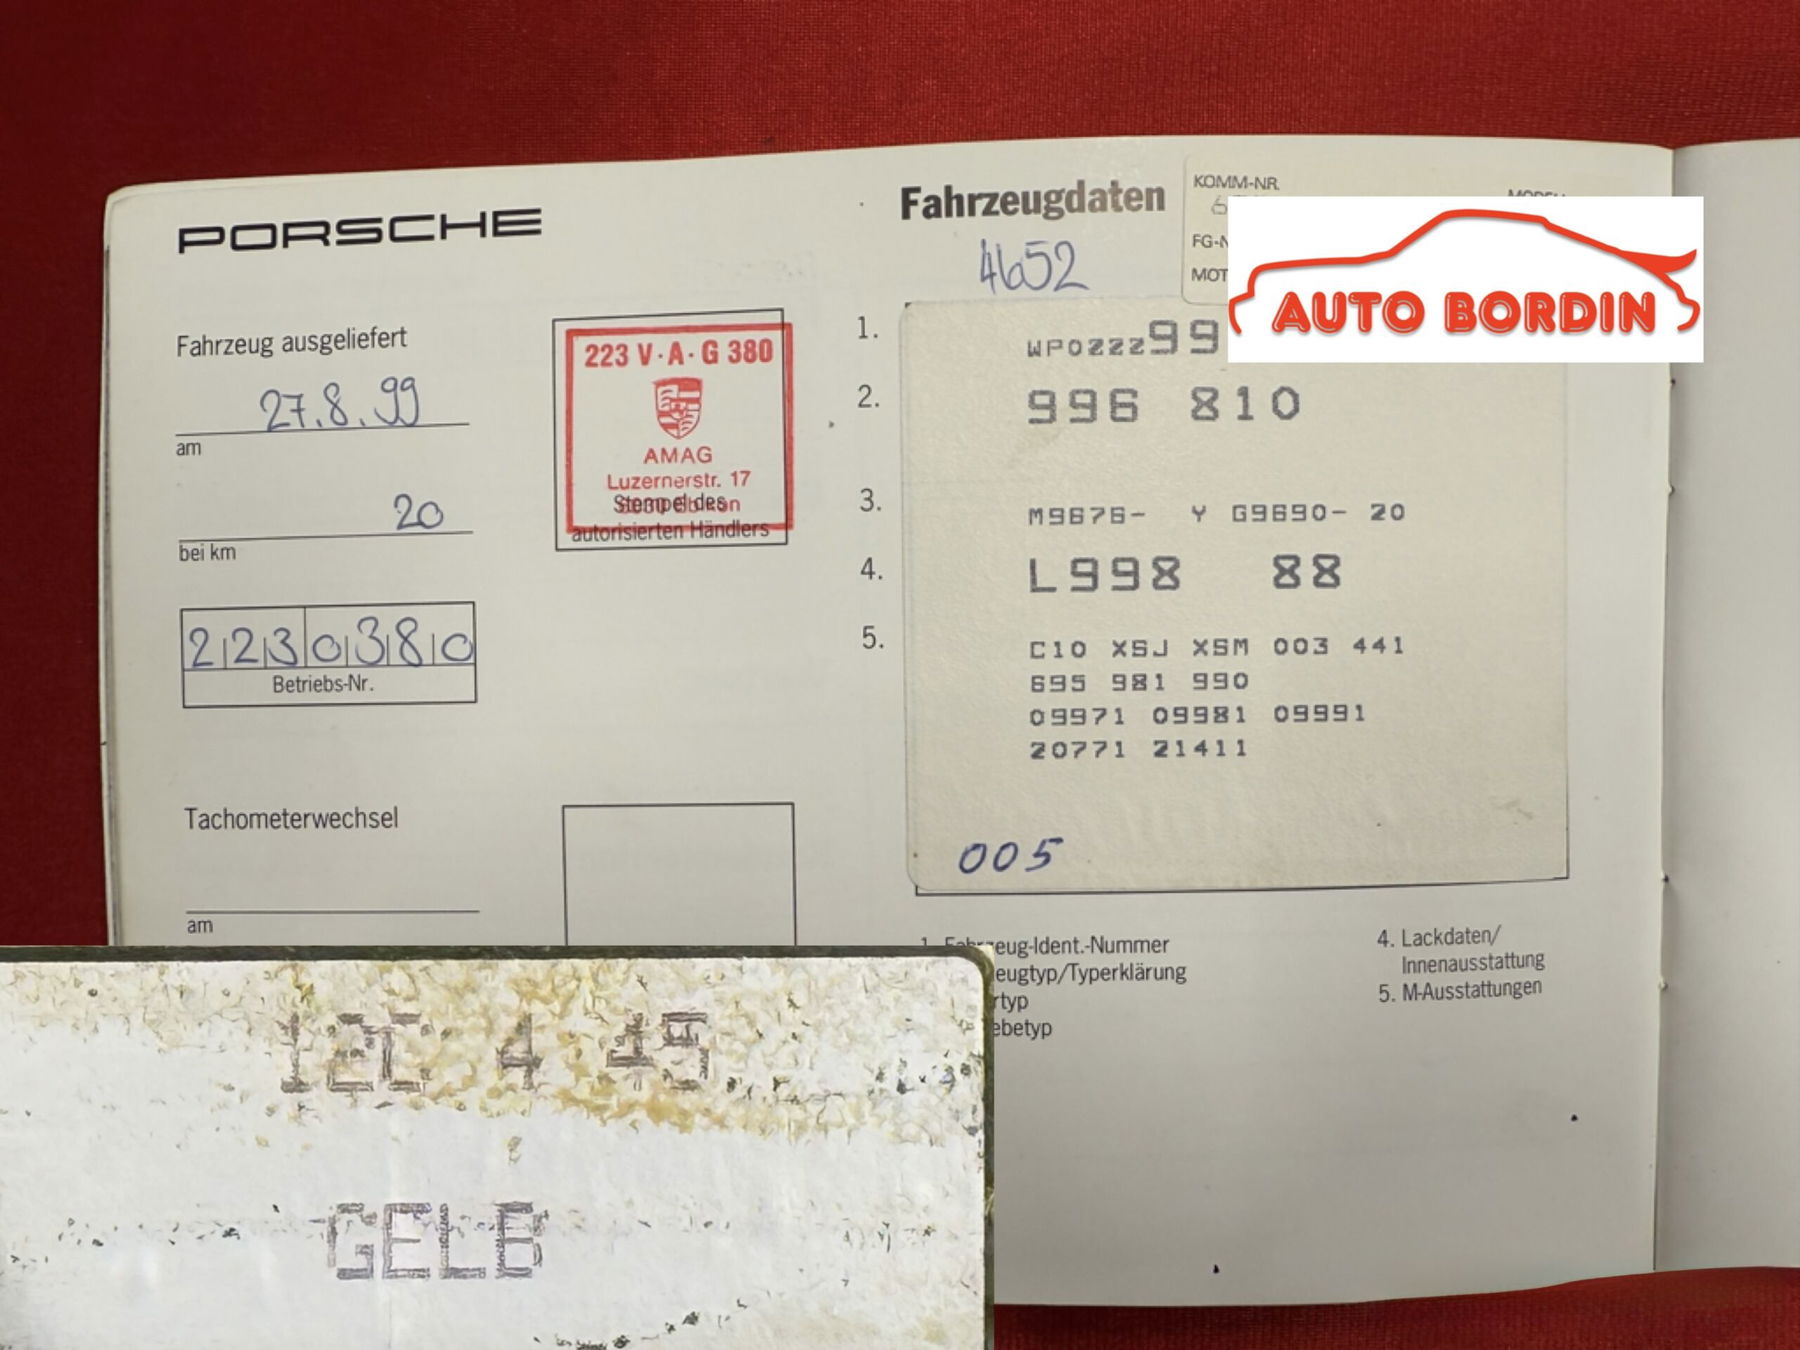 PORSCHE
Fahrzeug ausgeliefert
27.8.99
am
20
bei km
2230380
Betriebs-Nr.
223 V·A·G 380
AMAG
Luzernerstr. 17
Stempel des
autorisierten Händlers
Tachometerwechsel
am
Fahrzeugdaten
4652
KOMM-NR.
FG-N
MOT
AUTO BORDIN
1. WP0ZZZ99
2. 996 810
3. M9676- Y G9690- 20
4. L998 88
5. C10 XSJ XSM 003 441
695 981 990
09971 09981 09991
20771 21411
005
eug-Ident.-Nummer
eugtyp/Typerklärung
rtyp
ebetyp
4. Lackdaten/
Innenausstattung
5. M-Ausstattungen
GELB